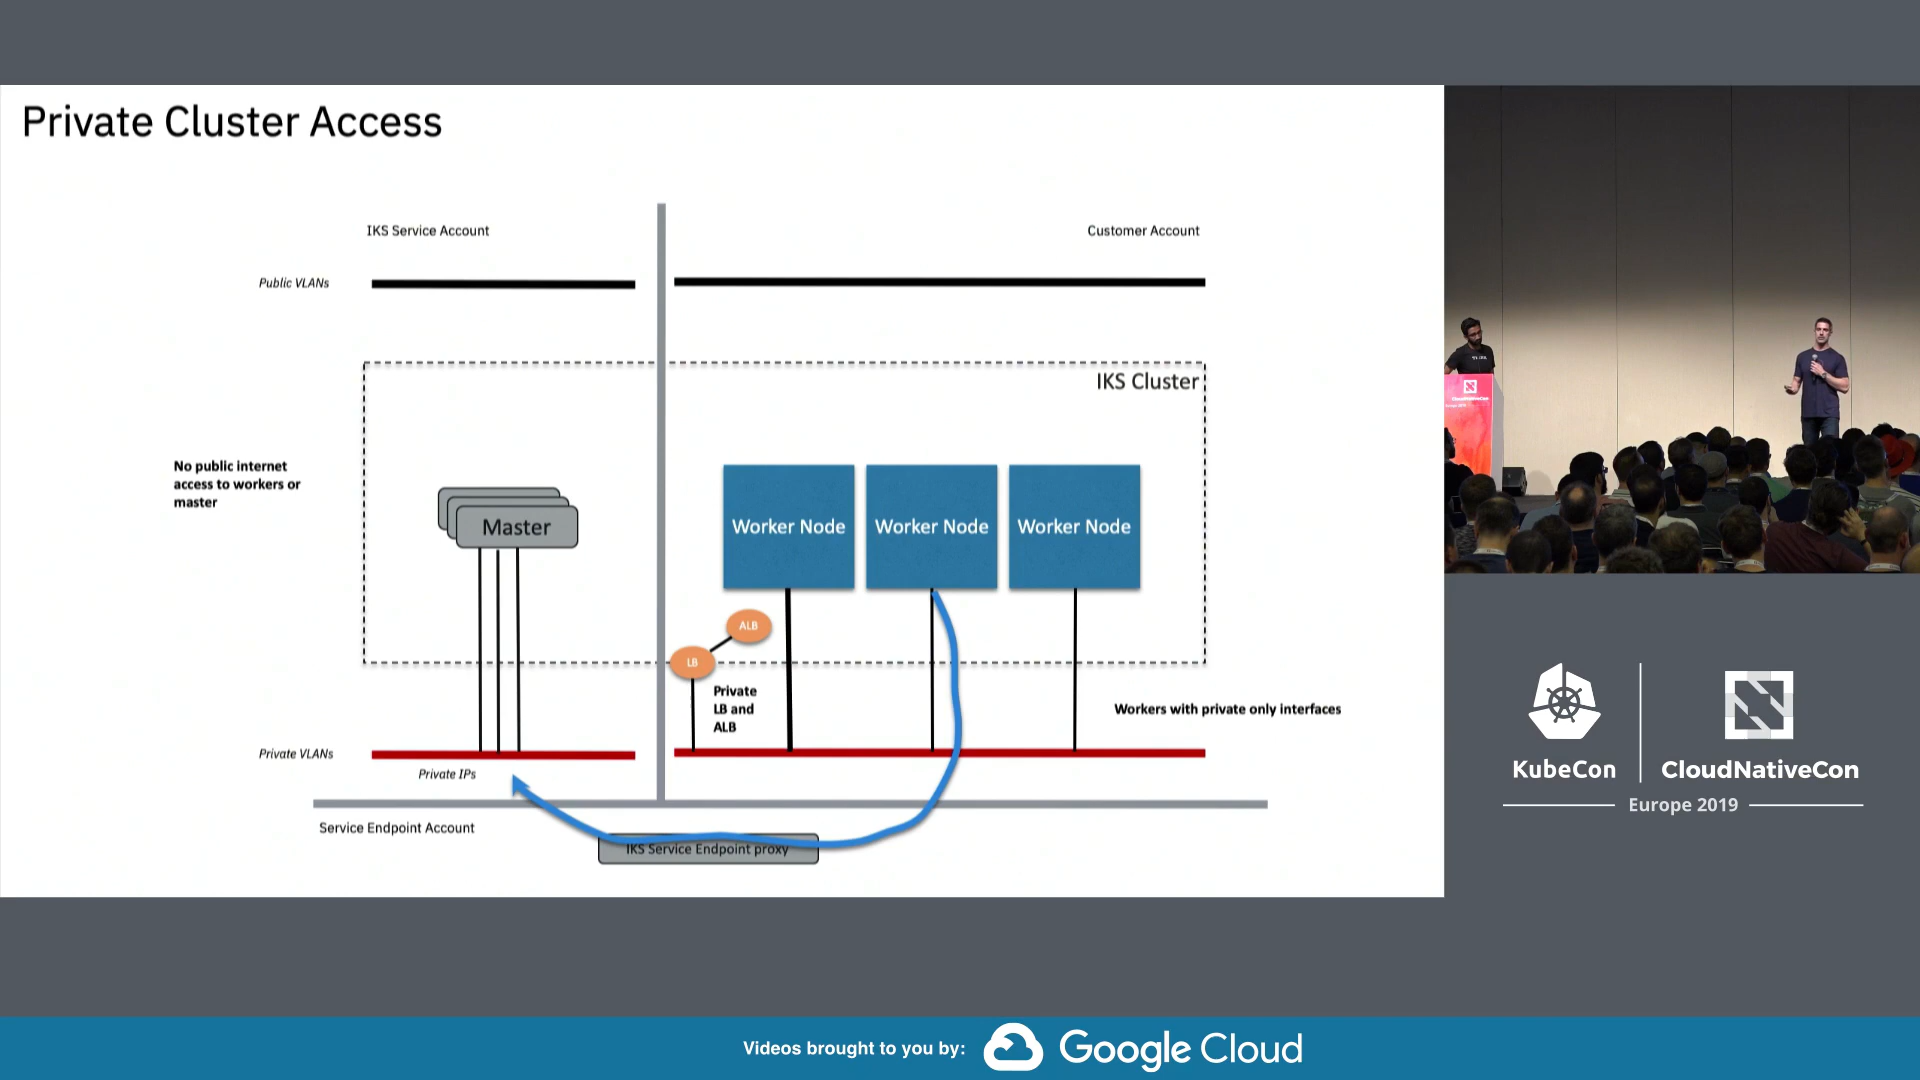 Private Cluster Access
IKS Service Account
Customer Account
Public VLANs
IKS Cluster
No public internet
access to workers or
master
Master
Worker Node
Worker Node
Worker Node
ALB
LB
Private
LB and
ALB
Workers with private only interfaces
Private VLANs
Private IPs
Service Endpoint Account
IKS Service Endpoint proxy
KubeCon
CloudNativeCon
Europe 2019
Videos brought to you by:
Google Cloud